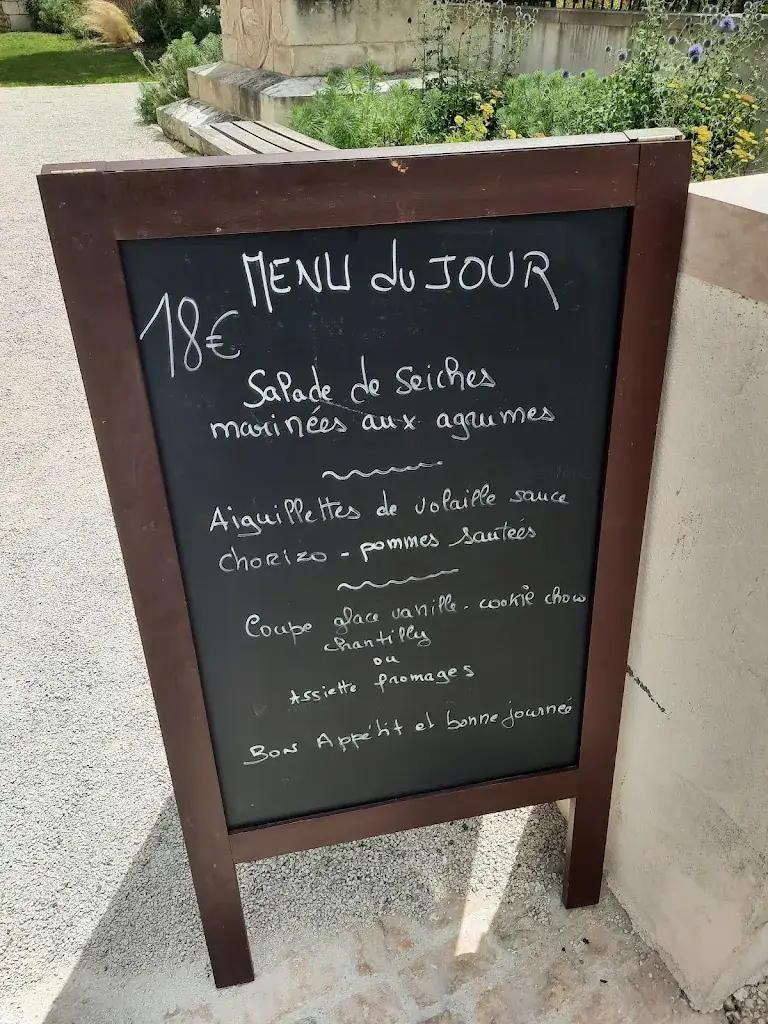 MENU du JOUR
18€
Salade de Seiches
marinées aux agrumes
Aiguillettes de volaille sauce
chorizo - pommes sautées
Coupe glace vanille - cookie choco
chantilly
ou
Assiette fromages
Bon Appétit et bonne journée